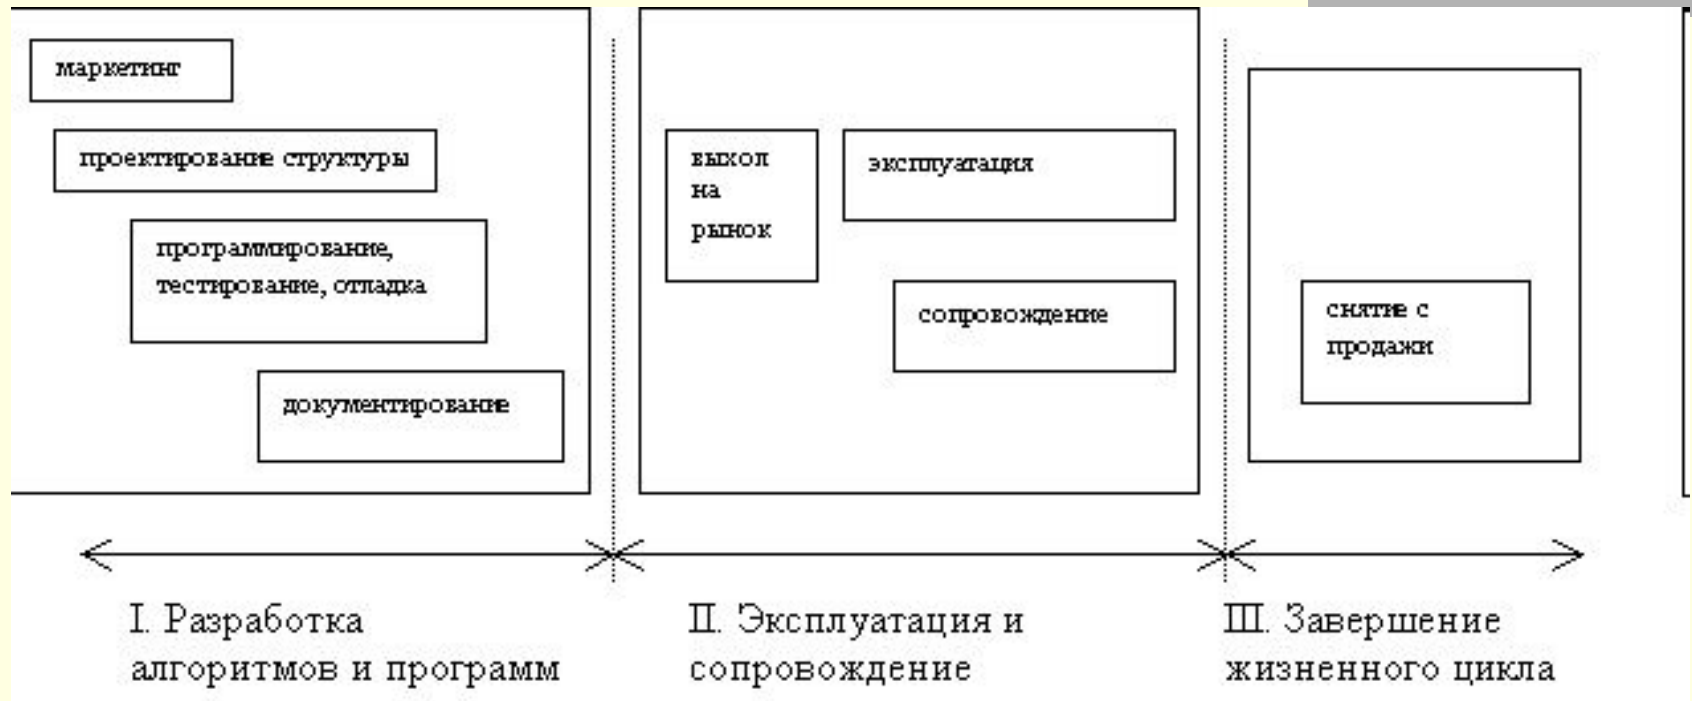 маркетинг
проектирование структуры
программирование,
тестирование, отладка
документирование
выхол
на
рынок
эксплуатация
сопровождение
снятие с
продажи
I. Разработка
алгоритмов и программ
II. Эксплуатация и
сопровождение
III. Завершение
жизненного цикла